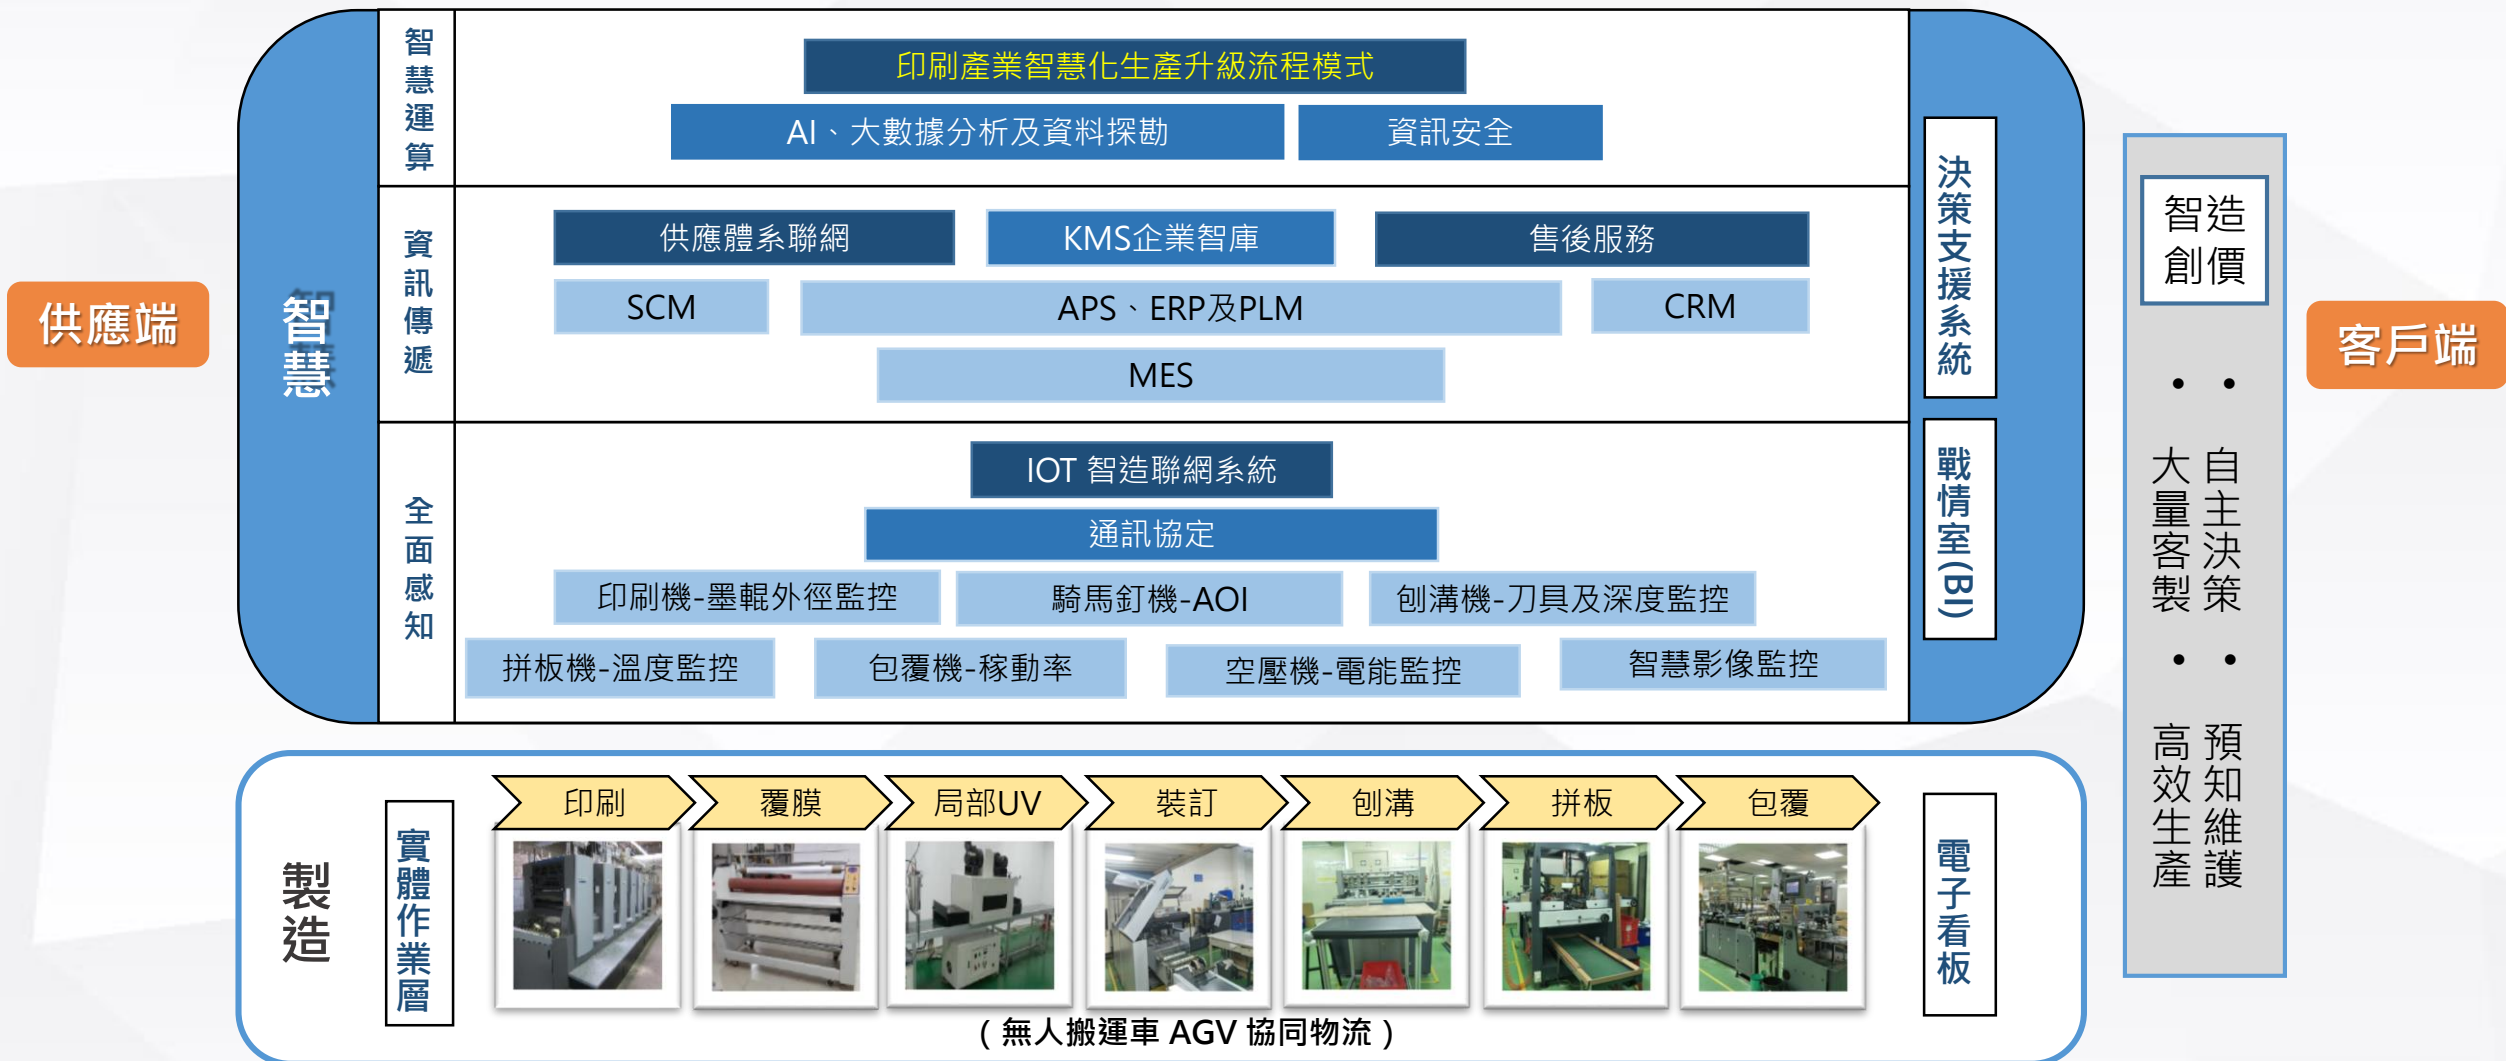 供應端
智慧
智慧運算
印刷產業智慧化生產升級流程模式
AI、大數據分析及資料探勘
資訊安全
資訊傳遞
供應體系聯網
KMS企業智庫
售後服務
SCM
APS、ERP及PLM
CRM
MES
全面感知
IOT 智造聯網系統
通訊協定
印刷機-墨輥外徑監控
騎馬釘機-AOI
刨溝機-刀具及深度監控
拼板機-溫度監控
包覆機-稼動率
空壓機-電能監控
智慧影像監控
決策支援系統
戰情室(BI)
製造
實體作業層
印刷
覆膜
局部UV
裝訂
刨溝
拼板
包覆
(無人搬運車 AGV 協同物流)
電子看板
智造
創價
•自主決策•預知維護
•大量客製•高效生產
客戶端